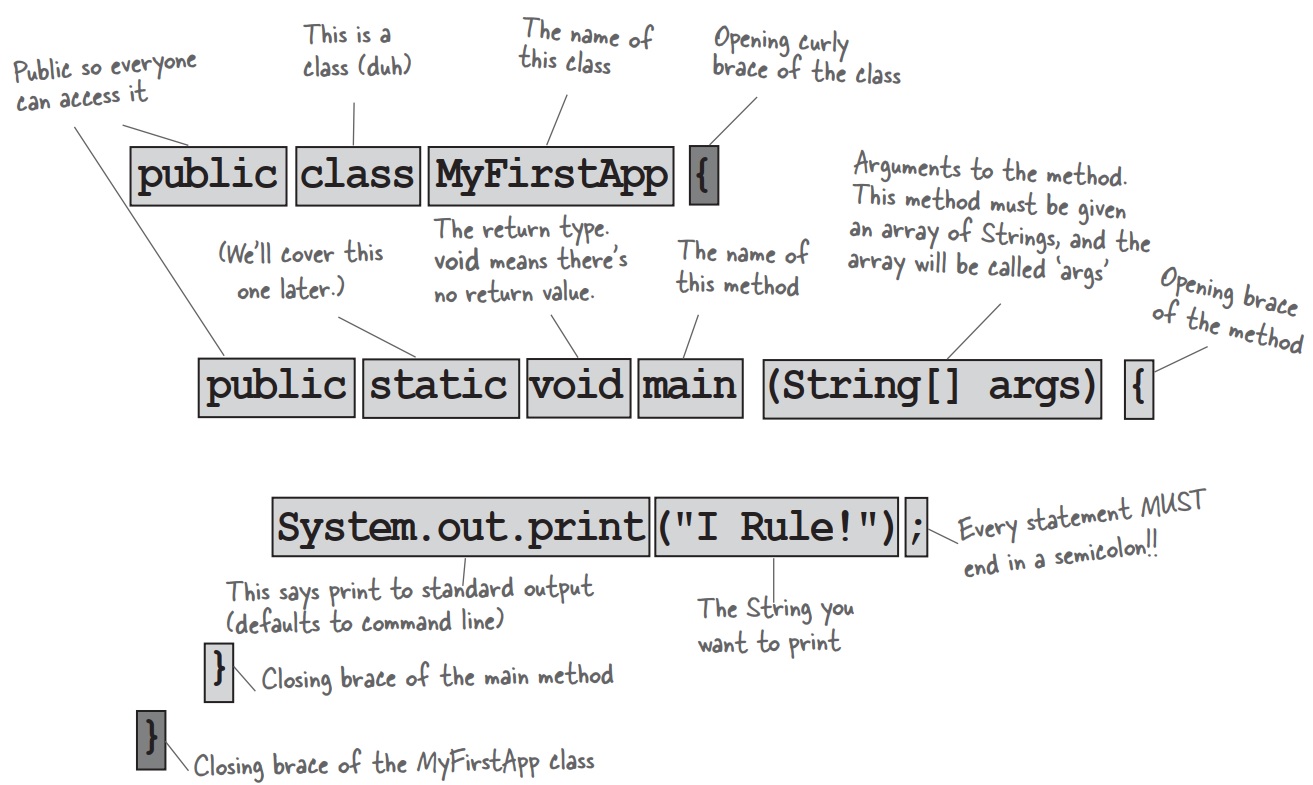 Public so everyone
can access it
This is a
class (duh)
The name of
this class
Opening curly
brace of the class
public class MyFirstApp {
(We'll cover this
one later.)
The return type.
void means there's
no return value.
The name of
this method
Arguments to the method.
This method must be given
an array of Strings, and the
array will be called 'args'
Opening brace
of the method
public static void main (String[] args) {
System.out.print("I Rule!");
Every statement MUST
end in a semicolon!!
This says print to standard output
(defaults to command line)
The String you
want to print
}
Closing brace of the main method
}
Closing brace of the MyFirstApp class